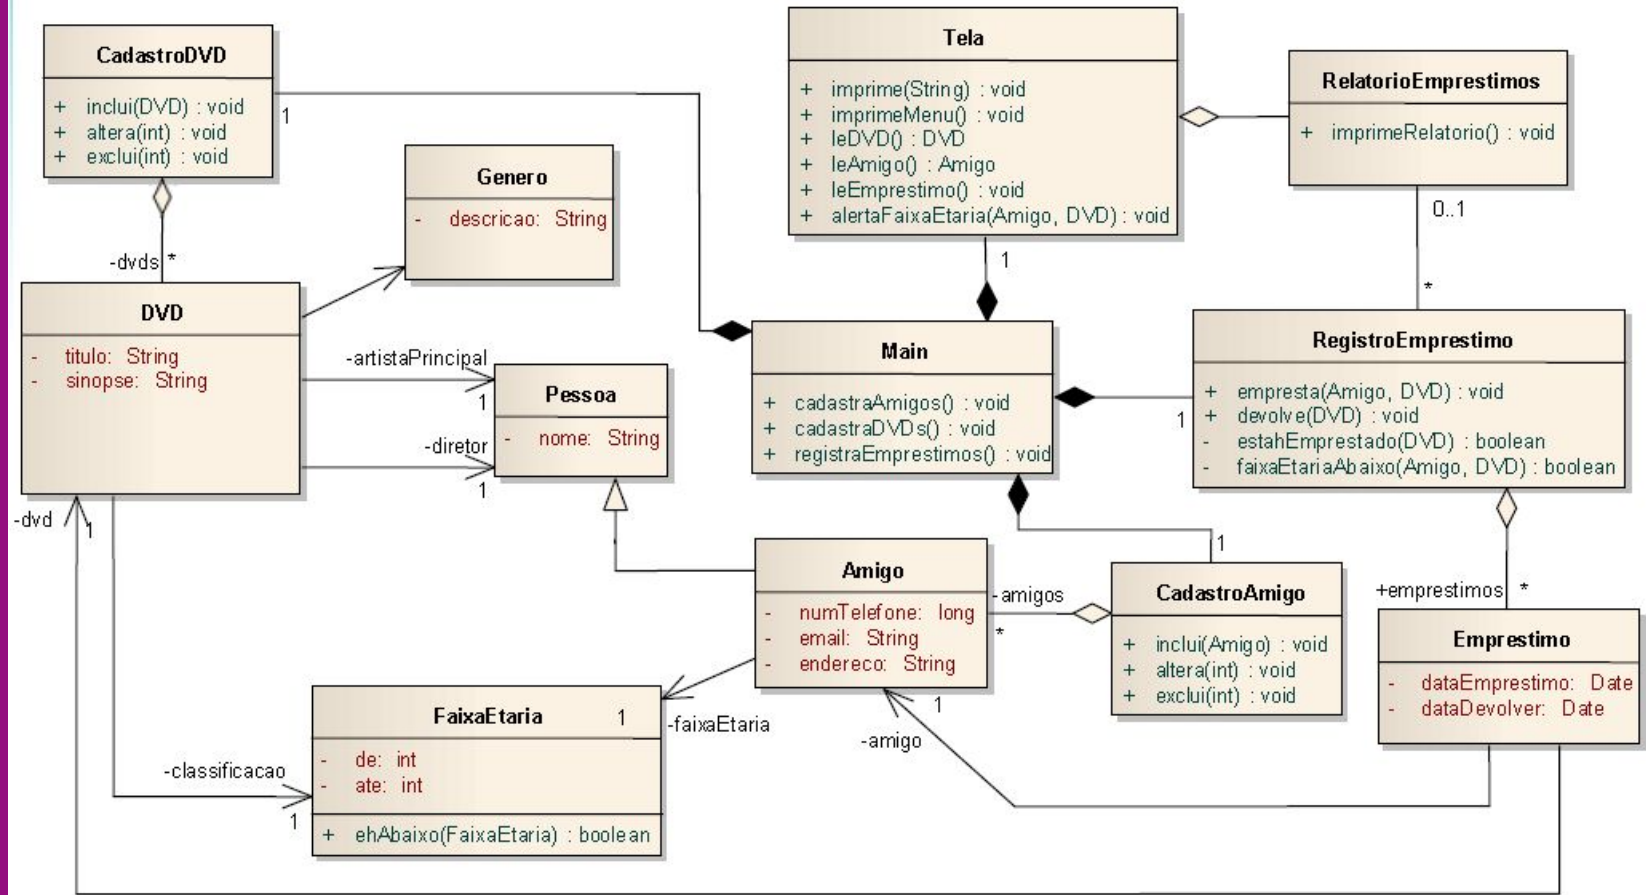 CadastroDVD
+ inclui(DVD) : void
+ altera(int) : void
+ exclui(int) : void
1
Tela
+ imprime(String) : void
+ imprimeMenu() : void
+ leDVD() : DVD
+ leAmigo() : Amigo
+ leEmprestimo() : void
+ alertaFaixaEtaria(Amigo, DVD) : void
1
RelatorioEmprestimos
+ imprimeRelatorio() : void
0..1
*
Genero
- descricao: String
-dvds *
DVD
- titulo: String
- sinopse: String
-artistaPrincipal
1
-diretor
1
Pessoa
- nome: String
Main
+ cadastraAmigos() : void
+ cadastraDVDs() : void
+ registraEmprestimos() : void
1
RegistroEmprestimo
+ empresta(Amigo, DVD) : void
+ devolve(DVD) : void
- estahEmprestado(DVD) : boolean
- faixaEtariaAbaixo(Amigo, DVD) : boolean
-dvd
1
1
Amigo
- numTelefone: long
- email: String
- endereco: String
-amigos
*
CadastroAmigo
+ inclui(Amigo) : void
+ altera(int) : void
+ exclui(int) : void
+emprestimos *
Emprestimo
- dataEmprestimo: Date
- dataDevolver: Date
1
-amigo
FaixaEtaria
1
-faixaEtaria
- de: int
- ate: int
+ ehAbaixo(FaixaEtaria) : boolean
-classificacao
1